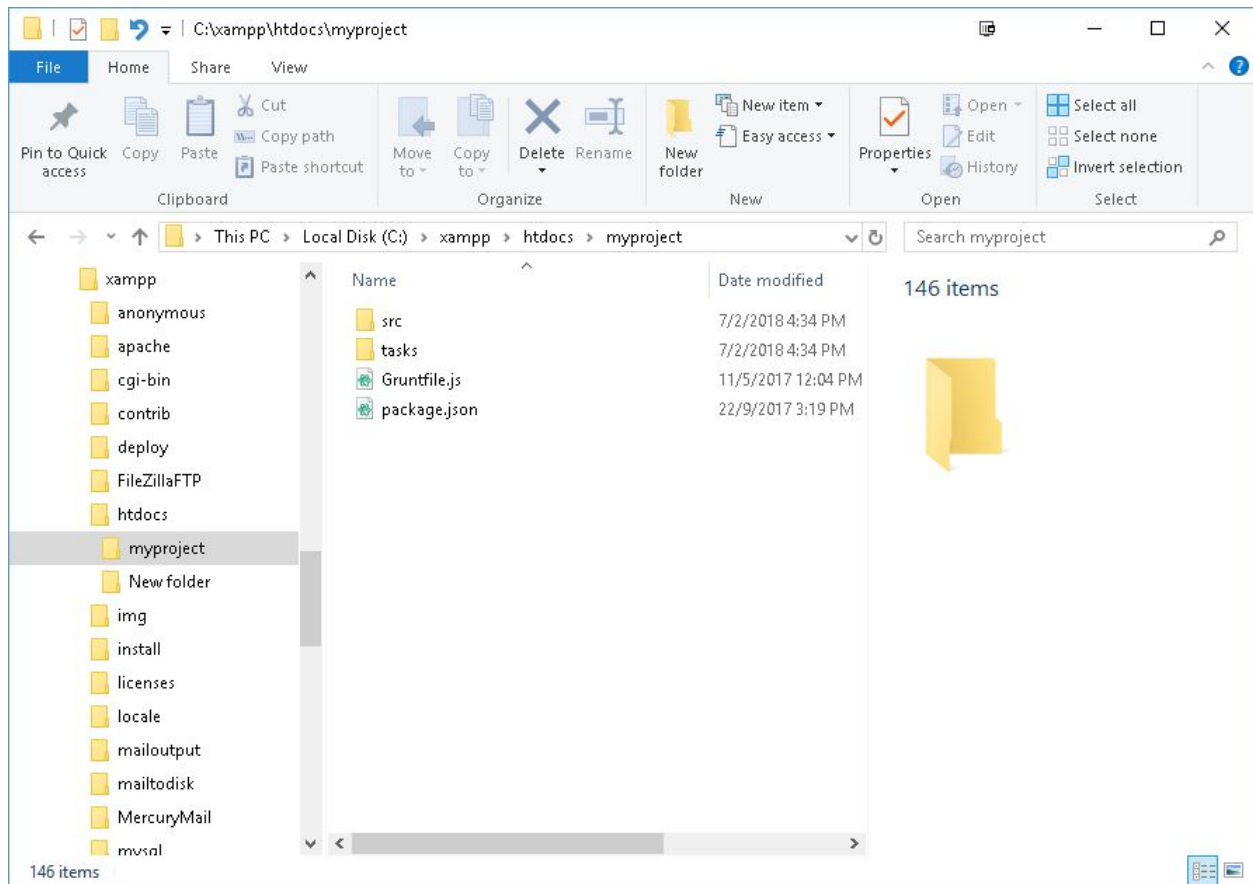 C:\xampp\htdocs\myproject
File Home Share View
Pin to Quick access
Copy
Paste
Cut
Copy path
Paste shortcut
Clipboard
Move to
Copy to
Delete
Rename
Organize
New folder
New item
Easy access
New
Properties
Open
Edit
History
Open
Select all
Select none
Invert selection
Select
This PC > Local Disk (C:) > xampp > htdocs > myproject
Search myproject
xampp
anonymous
apache
cgi-bin
contrib
deploy
FileZillaFTP
htdocs
myproject
New folder
img
install
licenses
locale
mailoutput
mailtodisk
MercuryMail
mysql
Name Date modified
src 7/2/2018 4:34 PM
tasks 7/2/2018 4:34 PM
Gruntfile.js 11/5/2017 12:04 PM
package.json 22/9/2017 3:19 PM
146 items
146 items